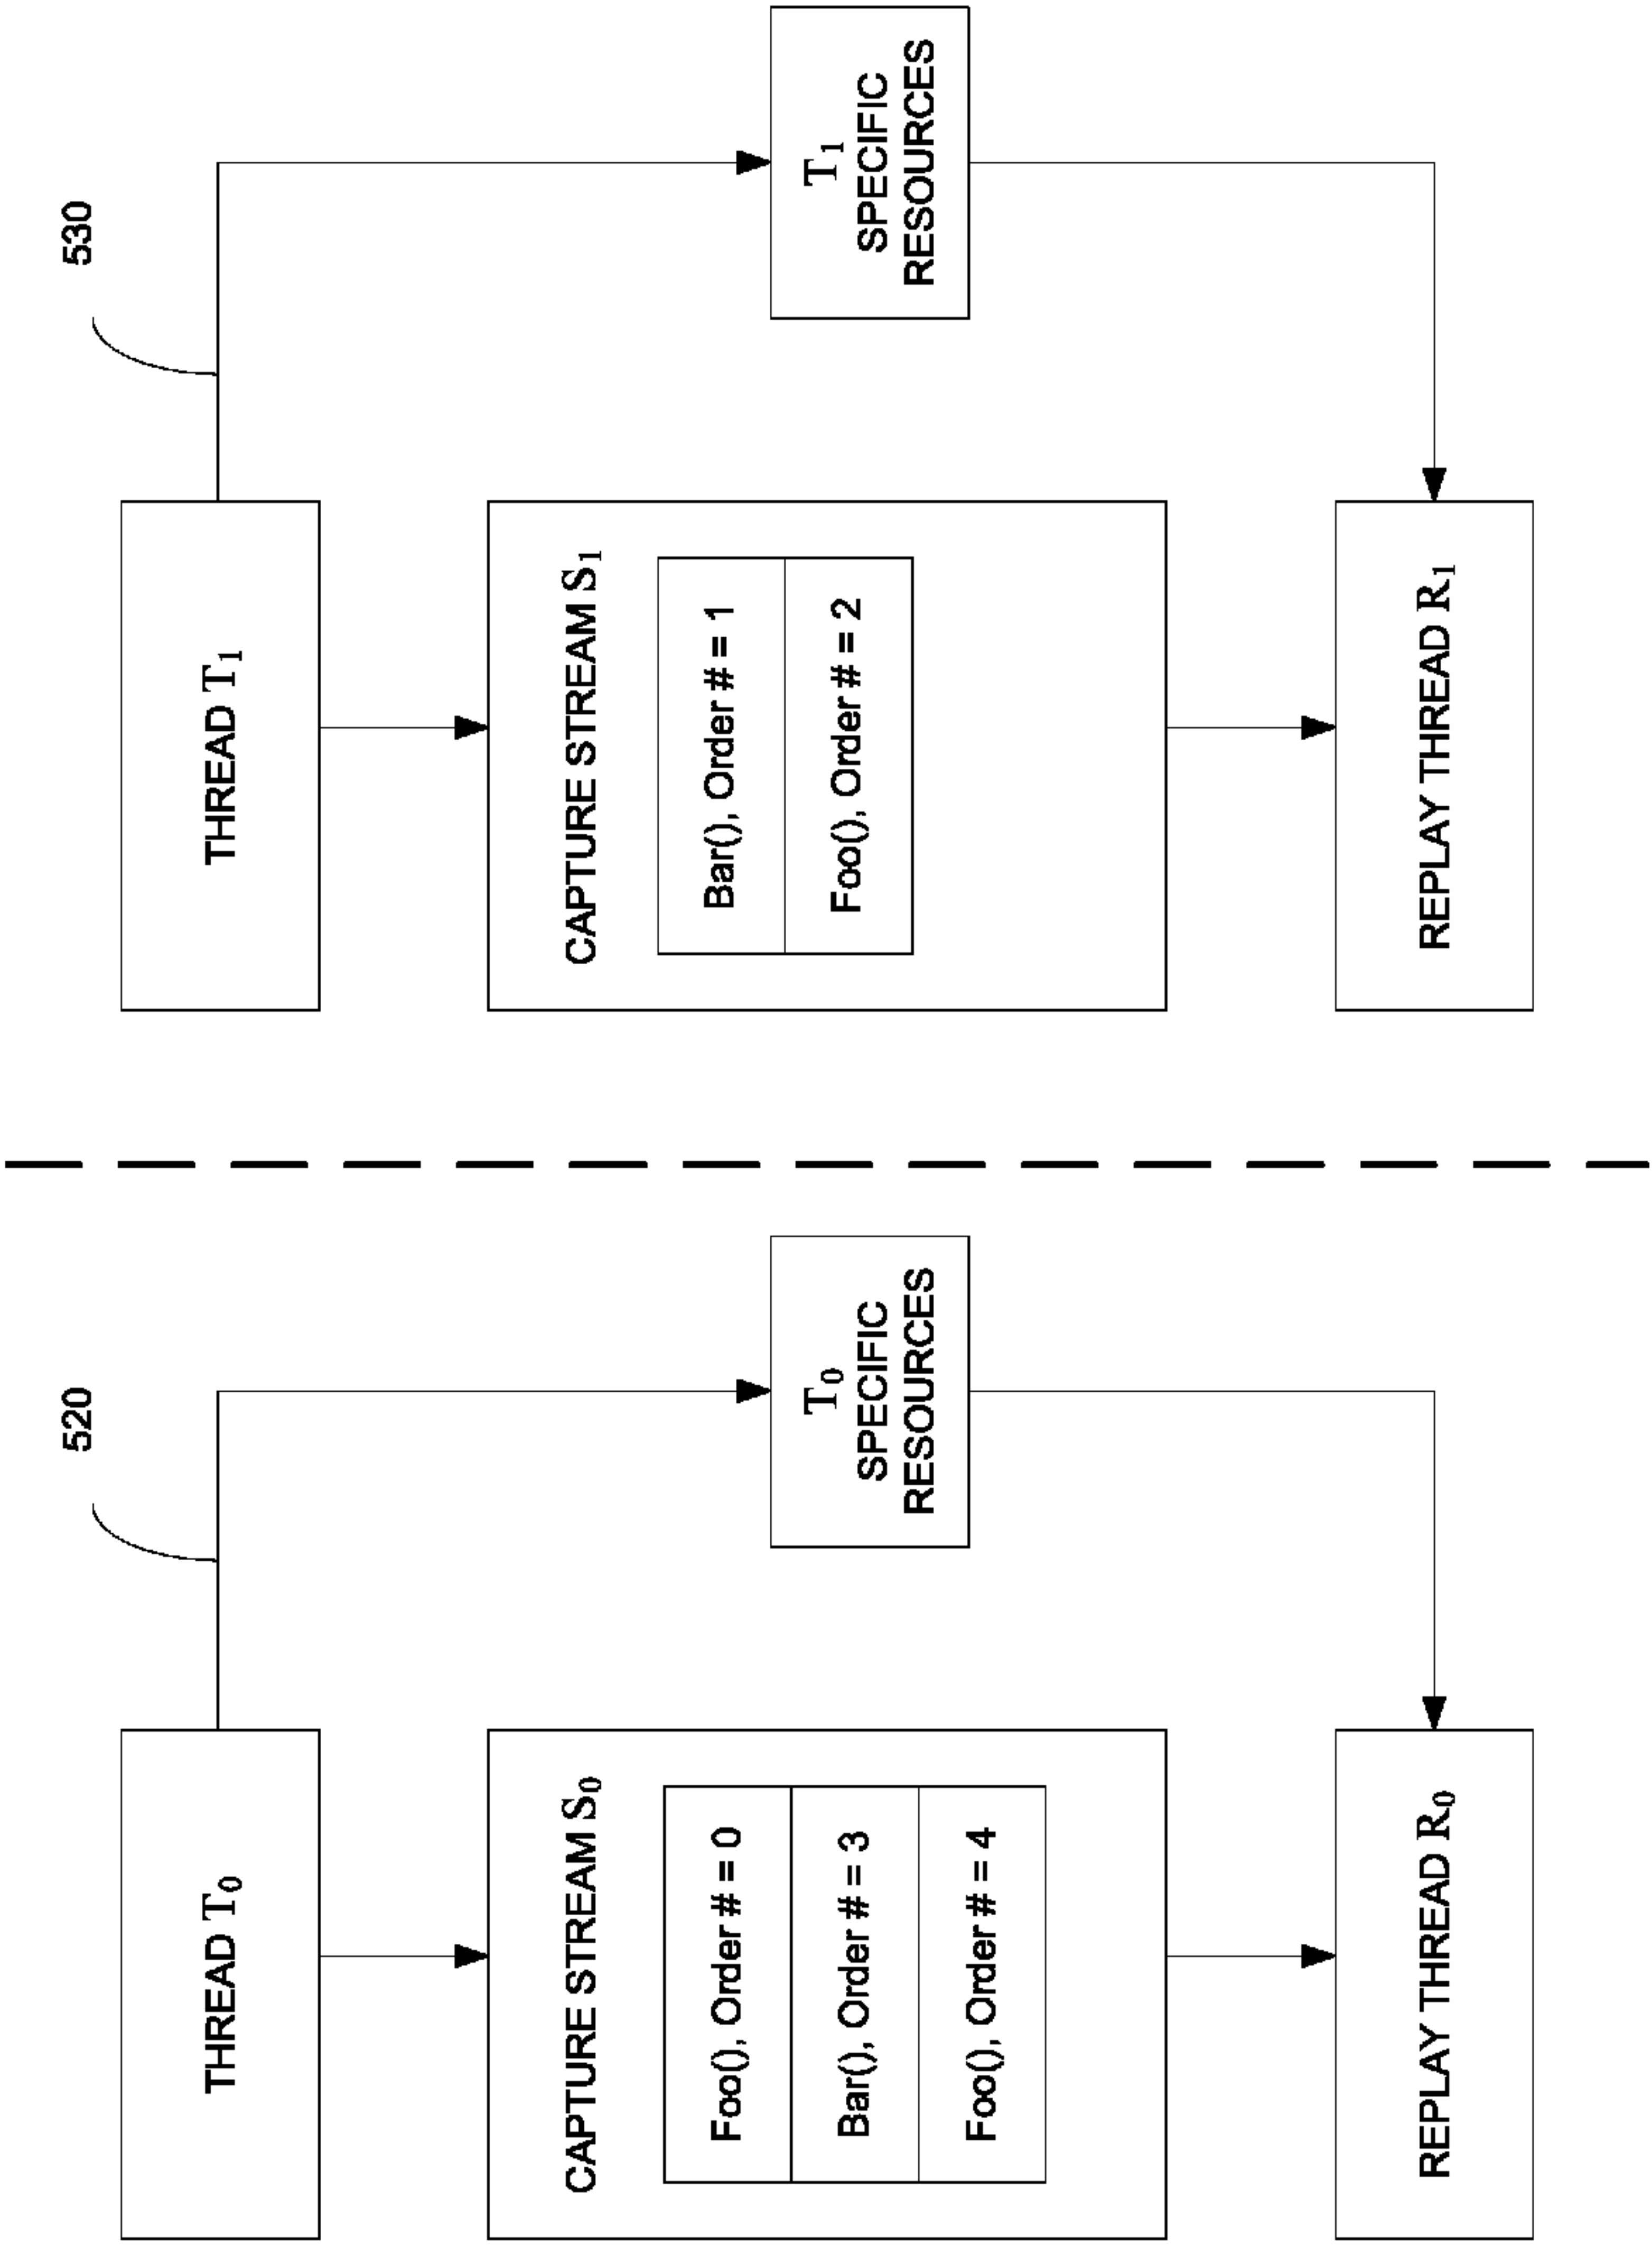 520
THREAD T₀
CAPTURE STREAM S₀
Foo(), Order # = 0
Bar(), Order # = 3
Foo(), Order # = 4
T₀
SPECIFIC
RESOURCES
REPLAY THREAD R₀
530
THREAD T₁
CAPTURE STREAM S₁
Bar(), Order # = 1
Foo(), Order # = 2
T₁
SPECIFIC
RESOURCES
REPLAY THREAD R₁